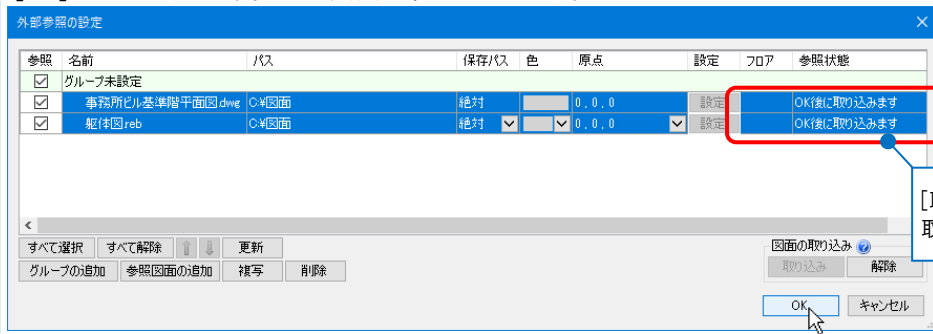 外部参照の設定
参照 名前 パス 保存パス 色 原点 設定 フロア 参照状態
グループ未設定
事務所ビル基準階平面図.dwg C:¥図面 絶対 0, 0, 0 設定 OK後に取り込みます
躯体図.reb C:¥図面 絶対 0, 0, 0 設定 OK後に取り込みます
すべて選択 すべて解除 更新 図面の取り込み
グループの追加 参照図面の追加 複写 削除 取り込み 解除
OK キャンセル